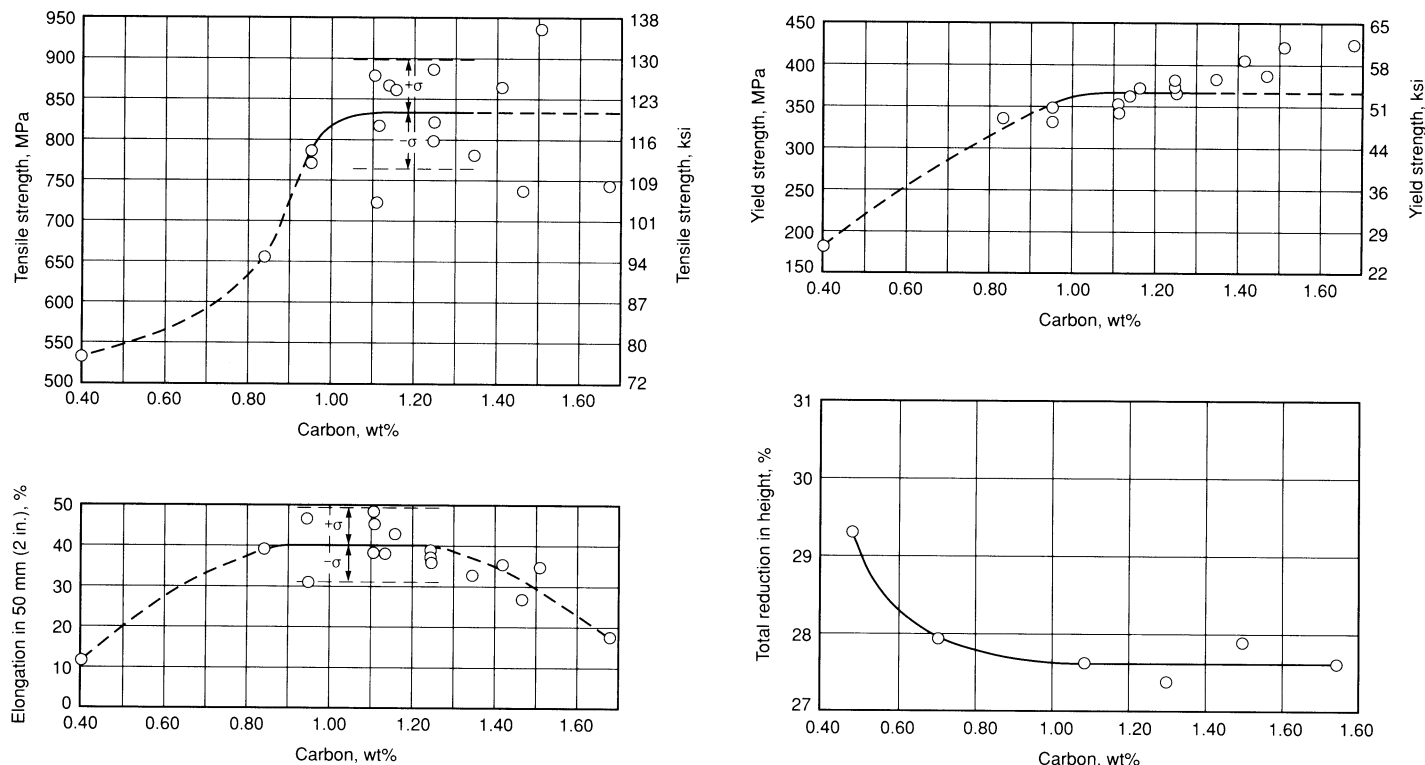 Tensile strength, MPa
950
900
850
800
750
700
650
600
550
500
+σ
-σ
138
130
123
116
109
101
94
87
80
72
Tensile strength, ksi
0.40 0.60 0.80 1.00 1.20 1.40 1.60
Carbon, wt%
Yield strength, MPa
450
400
350
300
250
200
150
65
58
51
44
36
29
22
Yield strength, ksi
0.40 0.60 0.80 1.00 1.20 1.40 1.60
Carbon, wt%
Elongation in 50 mm (2 in.), %
50
40
30
20
10
0
+σ
−σ
0.40 0.60 0.80 1.00 1.20 1.40 1.60
Carbon, wt%
Total reduction in height, %
31
30
29
28
27
0.40 0.60 0.80 1.00 1.20 1.40 1.60
Carbon, wt%